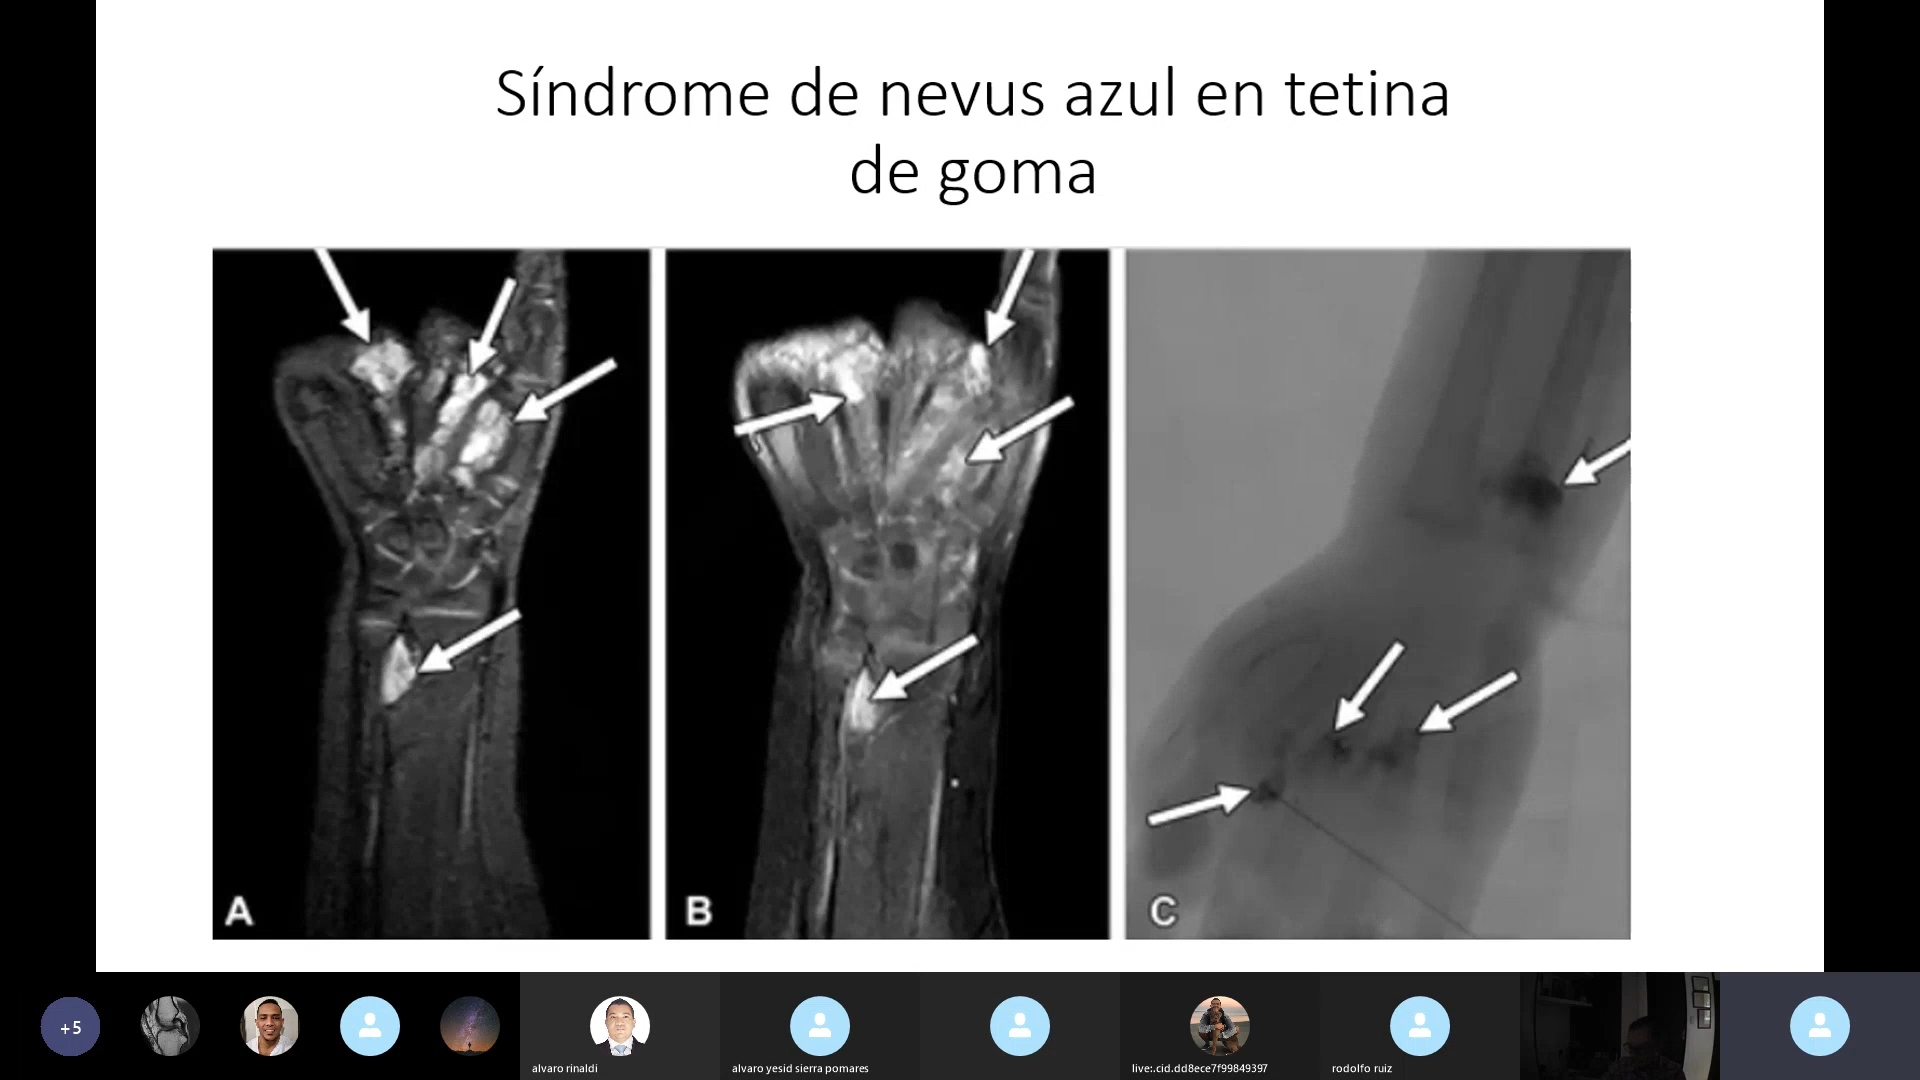 Síndrome de nevus azul en tetina
de goma
A
B
C
+5
alvaro rinaldi
alvaro yesid sierra pomares
live:.cid.dd8ece7f99849397
rodolfo ruiz